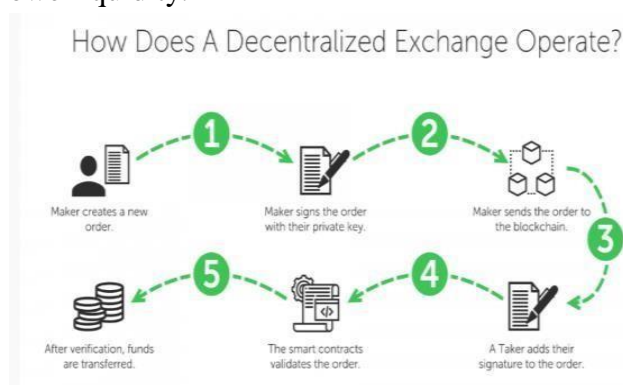 How Does A Decentralized Exchange Operate?
1
2
Maker creates a new
order.
Maker signs the order
with their private key.
Maker sends the order to
the blockchain.
3
5
4
After verification, funds
are transferred.
The smart contracts
validates the order.
A Taker adds their
signature to the order.